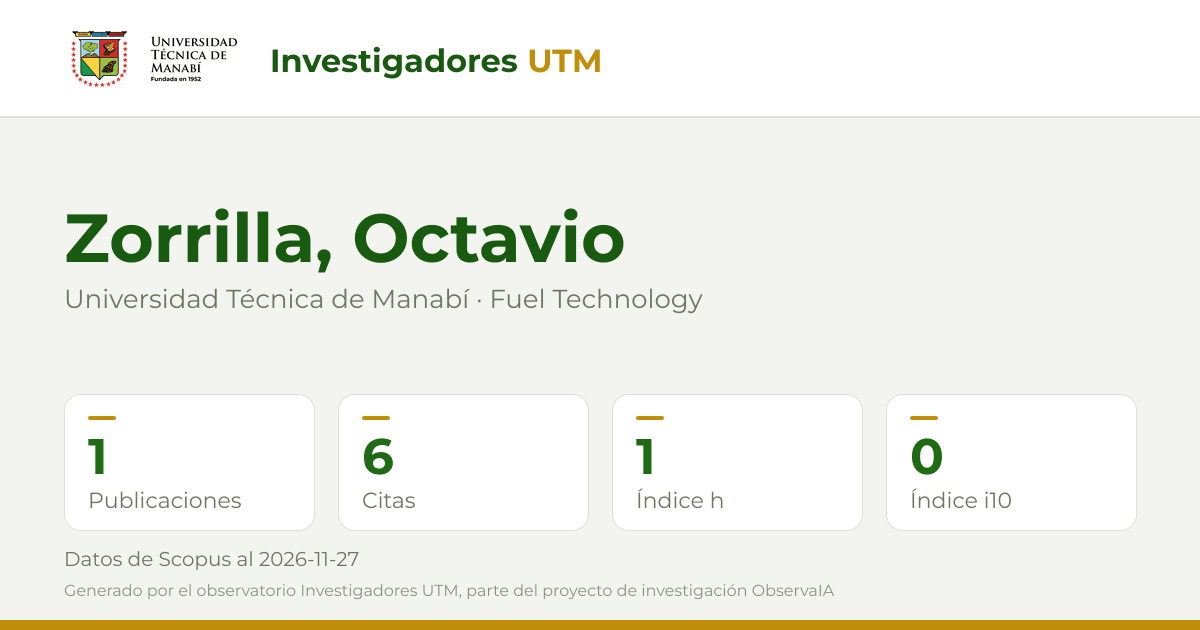 UNIVERSIDAD
TÉCNICA DE
MANABÍ
Fundada en 1952
Investigadores UTM
Zorrilla, Octavio
Universidad Técnica de Manabí · Fuel Technology
1
Publicaciones
6
Citas
1
Índice h
0
Índice i10
Datos de Scopus al 2026-11-27
Generado por el observatorio Investigadores UTM, parte del proyecto de investigación ObservaIA